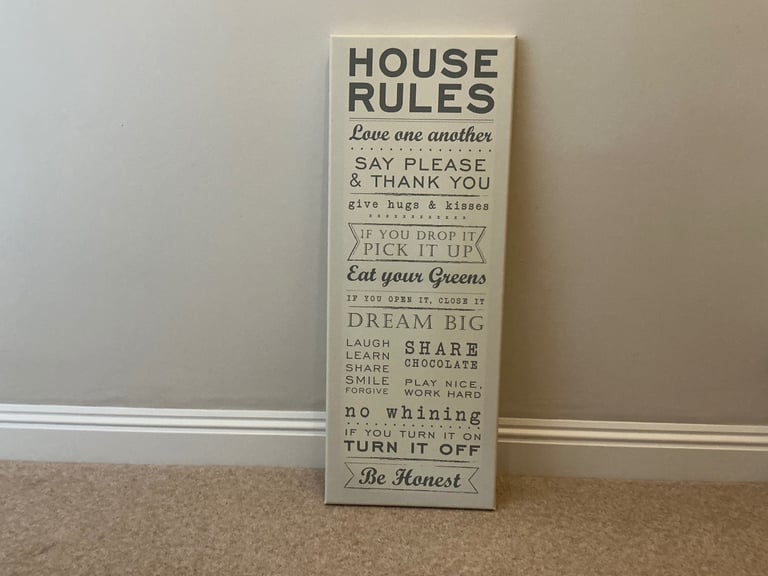 HOUSE
RULES
Love one another
SAY PLEASE
& THANK YOU
give hugs & kisses
xxxxxxxxxxx
IF YOU DROP IT
PICK IT UP
Eat your Greens
IF YOU OPEN IT, CLOSE IT
DREAM BIG
LAUGH
LEARN
SHARE
SMILE
FORGIVE
SHARE
CHOCOLATE
PLAY NICE,
WORK HARD
no whining
IF YOU TURN IT ON
TURN IT OFF
Be Honest